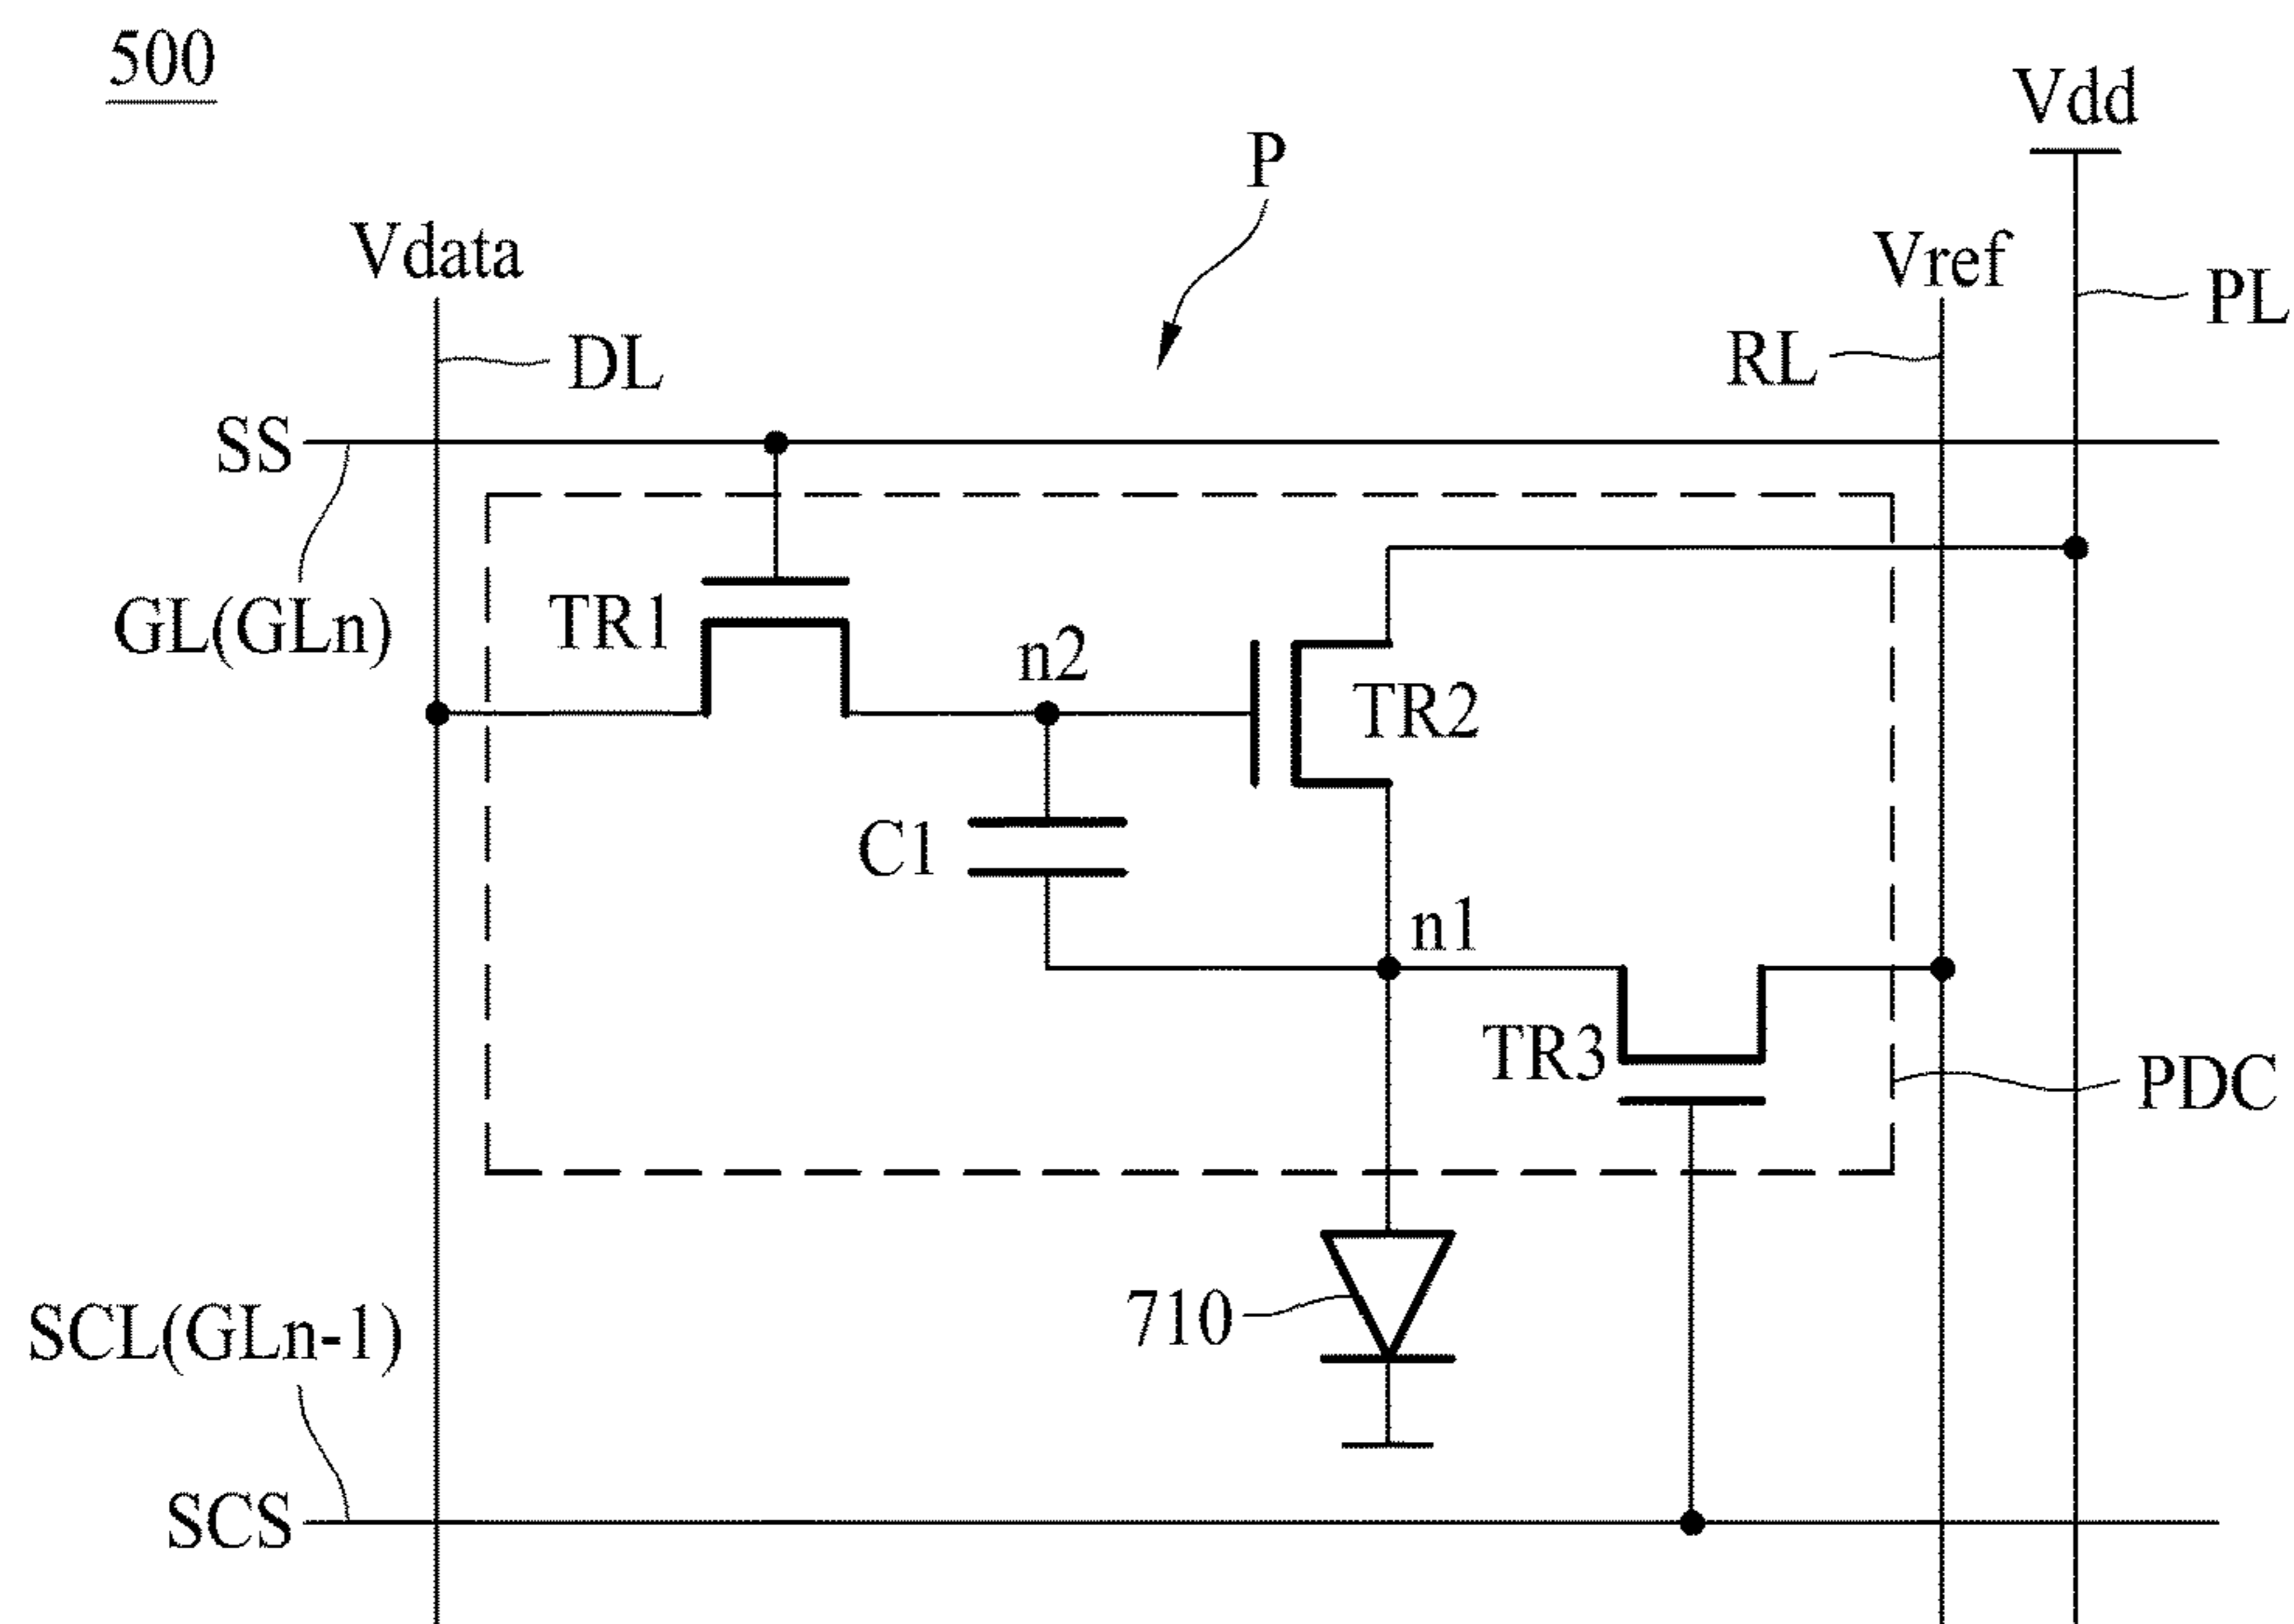 500
Vdd
P
Vdata
Vref
PL
DL
RL
SS
GL(GLn)
TR1
n2
TR2
C1
n1
TR3
PDC
710
SCL(GLn-1)
SCS